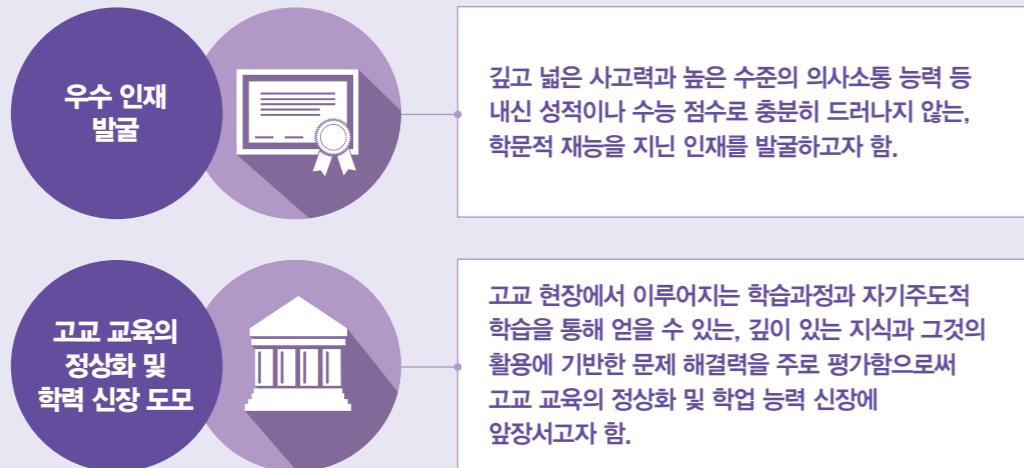 우수 인재
발굴
깊고 넓은 사고력과 높은 수준의 의사소통 능력 등
내신 성적이나 수능 점수로 충분히 드러나지 않는,
학문적 재능을 지닌 인재를 발굴하고자 함.
고교 교육의
정상화 및
학력 신장 도모
고교 현장에서 이루어지는 학습과정과 자기주도적
학습을 통해 얻을 수 있는, 깊이 있는 지식과 그것의
활용에 기반한 문제 해결력을 주로 평가함으로써
고교 교육의 정상화 및 학업 능력 신장에
앞장서고자 함.